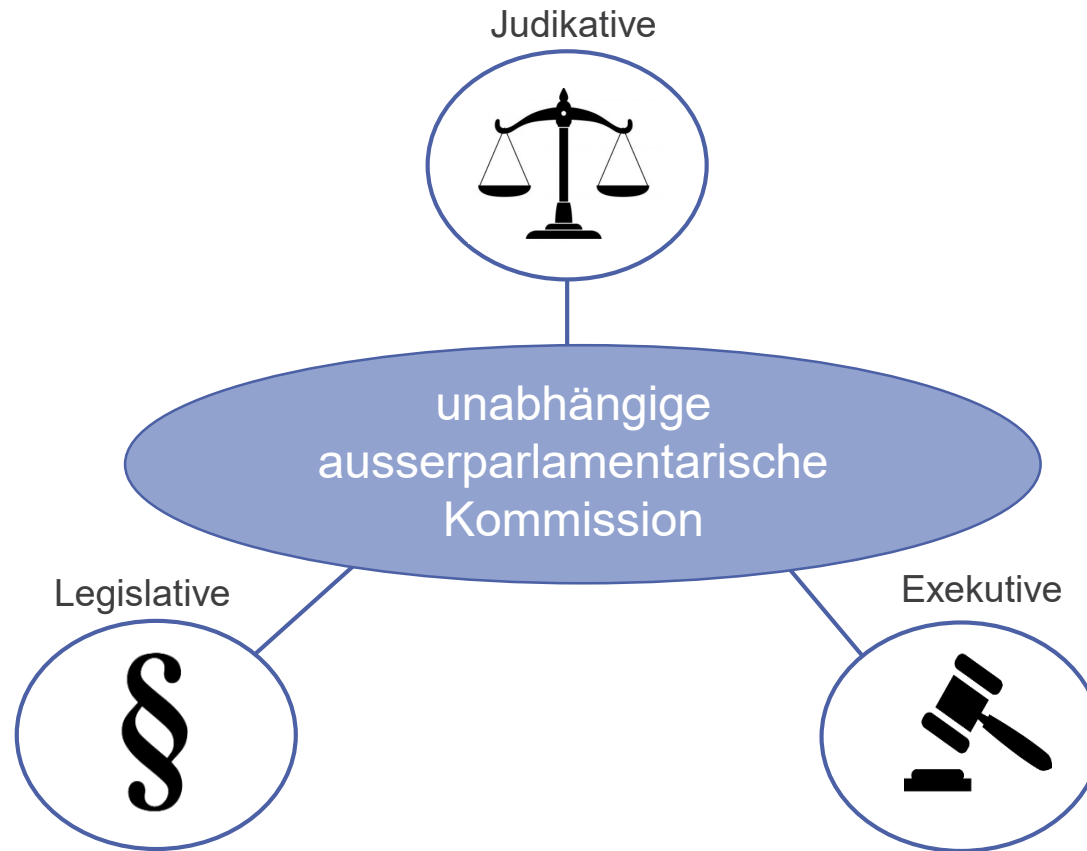 Judikative
unabhängige
ausserparlamentarische
Kommission
Legislative
Exekutive
§